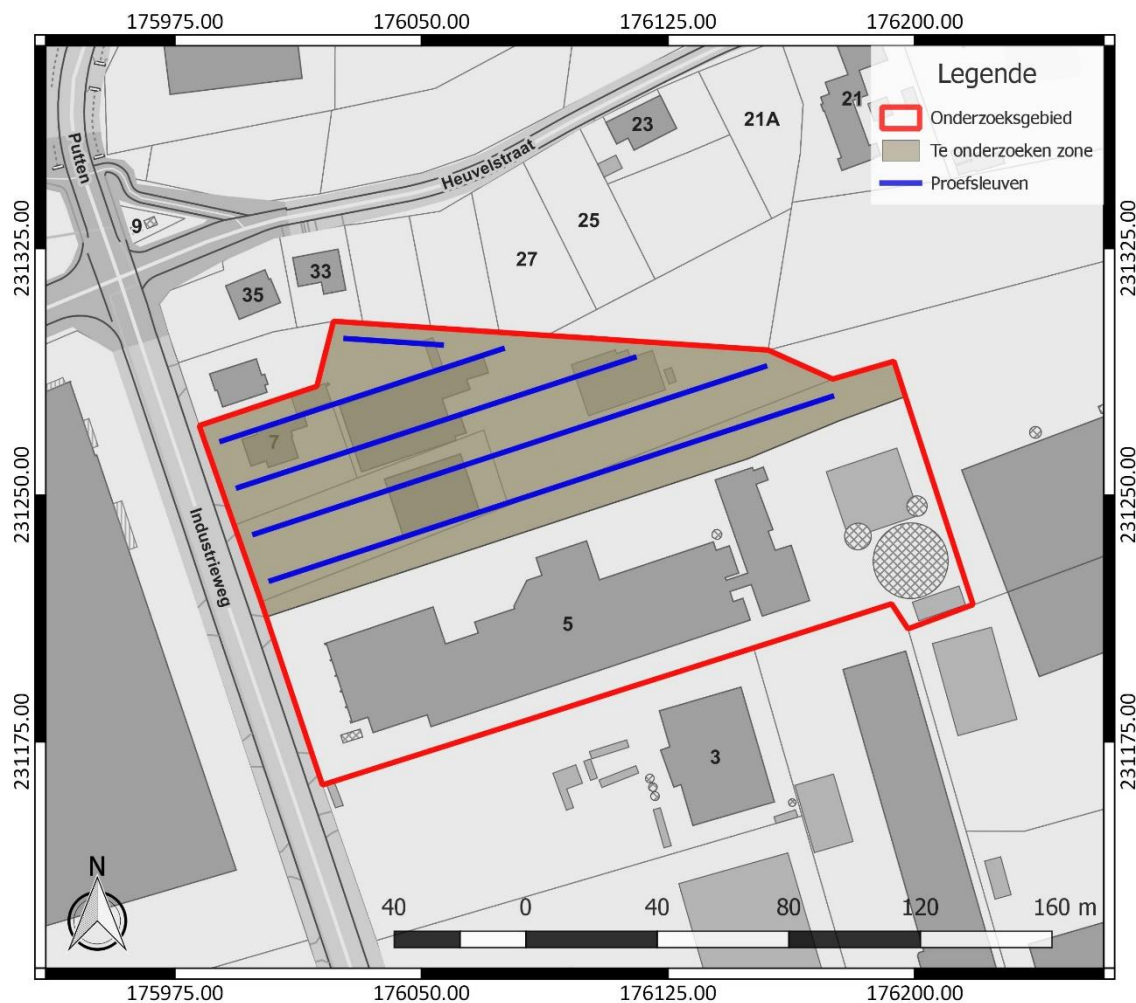 175975.00 176050.00 176125.00 176200.00
Legende
Onderzoeksgebied
Te onderzoeken zone
Proefsleuven
21
23
21A
Putten
Heuvelstraat
9
25
27
33
35
231325.00
231325.00
7
231250.00
231250.00
Industrieweg
5
3
231175.00
231175.00
N
40 0 40 80 120 160 m
175975.00 176050.00 176125.00 176200.00